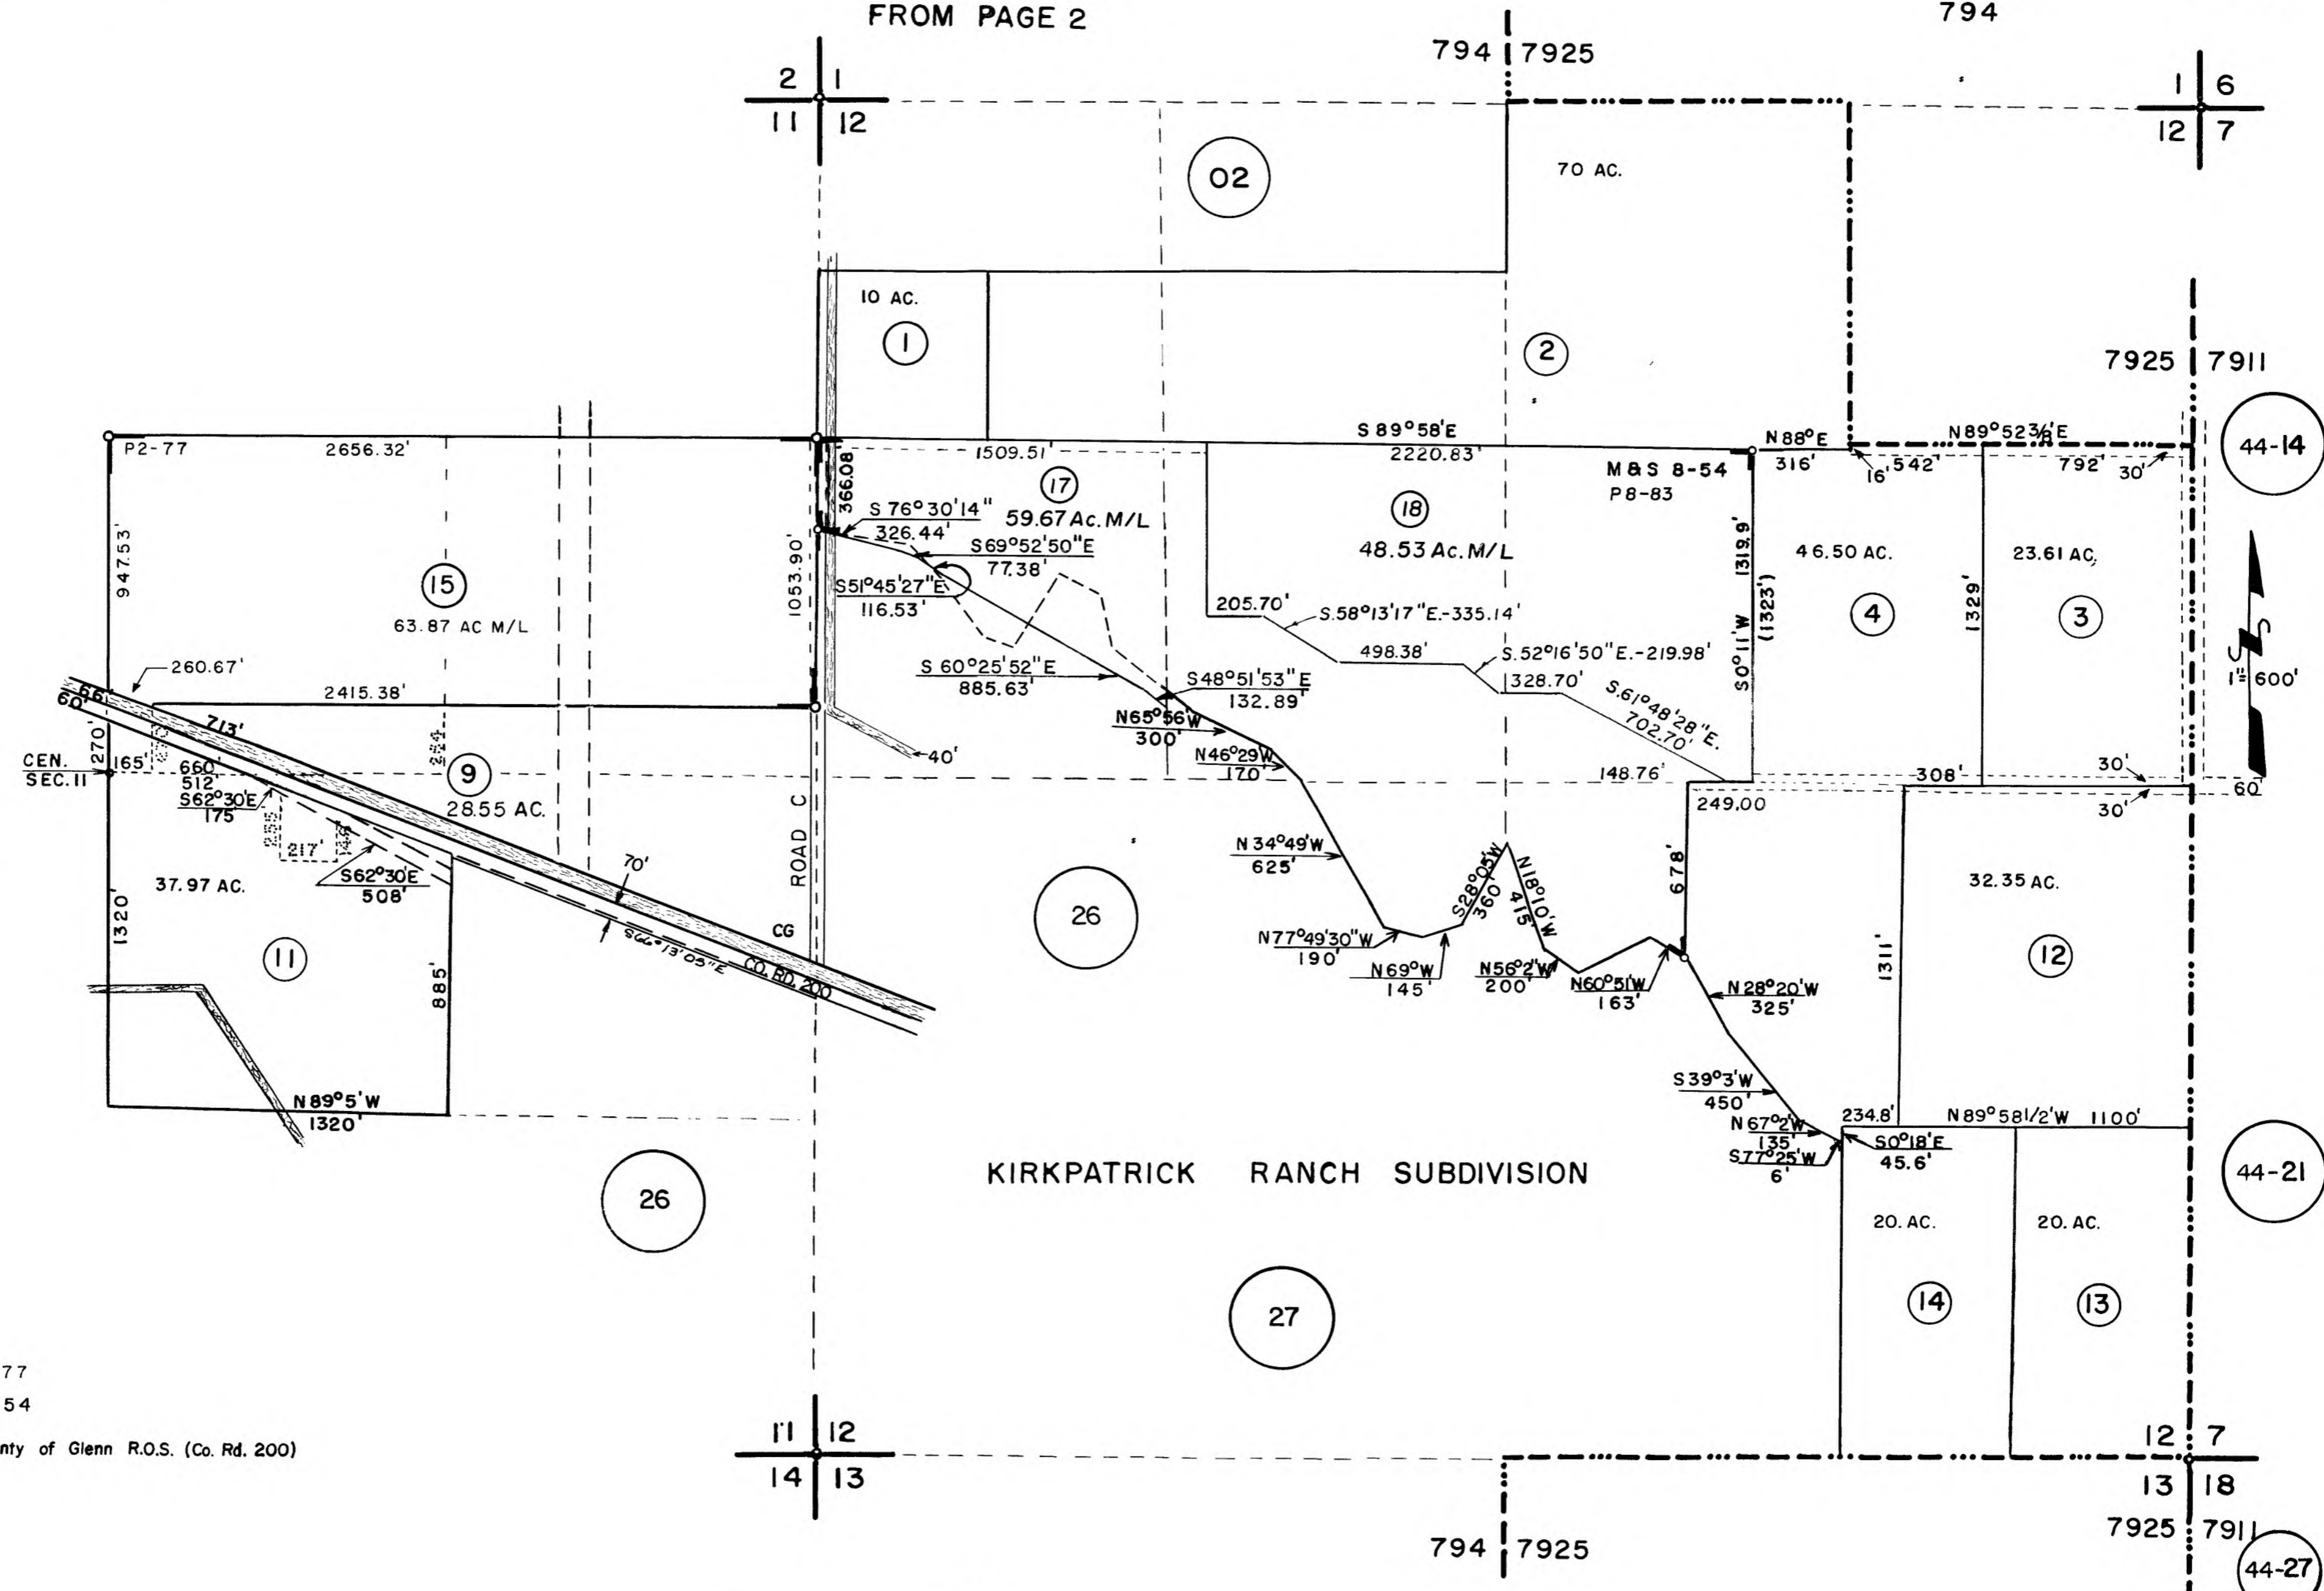 FROM PAGE 2
794
794 7925
2 1
11 12
1 6
12 7
02
70 AC.
10 AC.
1
2
7925 7911
44-14
P2-77
2656.32'
1509.51'
S 89°58'E
2220.83'
M & S 8-54
P8-83
N88°E
316'
16'
542'
N89°52 3/8'E
792'
30'
947.53'
366.08
17
59.67 Ac. M/L
18
48.53 Ac. M/L
S 76°30'14"
326.44'
S69°52'50"E
77.38'
S51°45'27"E
116.53'
1053.90'
15
63.87 AC M/L
1319.9'
(1323')
S0°11'W
46.50 AC.
4
1329'
23.61 AC.
3
1"= 600'
205.70'
S.58°13'17"E.-335.14'
498.38'
S.52°16'50"E.-219.98'
328.70'
S.61°48'28"E.
702.70'
260.67'
2415.38'
66'
60'
713'
S 60°25'52"E
885.63'
S48°51'53"E
132.89'
N65°56'W
300'
N46°29'W
170'
40'
148.76'
249.00
308'
30'
60'
30'
270'
CEN.
SEC. 11
165'
660'
512'
S62°30'E
175'
9
28.55 AC.
217'
S62°30'E
508'
37.97 AC.
11
1320'
885'
N89°5'W
1320'
70'
S66°13'05"E
CG
CO. RD. 200
ROAD C
26
N 34°49'W
625'
N77°49'30"W
190'
N69°W
145'
S28°05'W
360'
N18°10'W
415'
N56°2'W
200'
N60°51'W
163'
678'
N28°20'W
325'
S39°3'W
450'
N67°2'W
135'
S77°25'W
6'
S0°18'E
45.6'
234.8'
N89°58 1/2'W 1100'
1311'
32.35 AC.
12
KIRKPATRICK RANCH SUBDIVISION
26
27
20. AC.
14
20. AC.
13
44-21
77
54
nty of Glenn R.O.S. (Co. Rd. 200)
11 12
14 13
12 7
13 18
794 7925
7925 7911
44-27